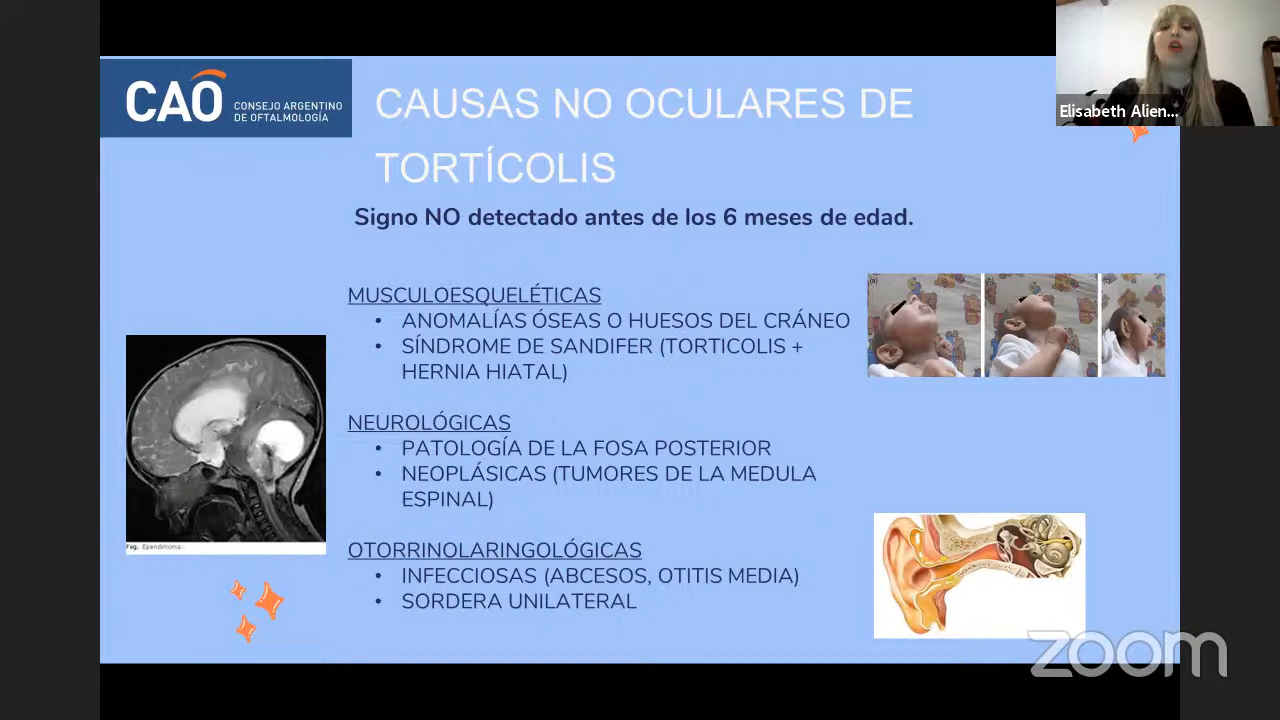 CAO CONSEJO ARGENTINO
DE OFTALMOLOGÍA
CAUSAS NO OCULARES DE
TORTÍCOLIS
Elisabeth Alien...
Signo NO detectado antes de los 6 meses de edad.
MUSCULOESQUELÉTICAS
• ANOMALÍAS ÓSEAS O HUESOS DEL CRÁNEO
• SÍNDROME DE SANDIFER (TORTICOLIS +
HERNIA HIATAL)
NEUROLÓGICAS
• PATOLOGÍA DE LA FOSA POSTERIOR
• NEOPLÁSICAS (TUMORES DE LA MEDULA
ESPINAL)
Fag. Ependimoma.
OTORRINOLARINGOLÓGICAS
• INFECCIOSAS (ABCESOS, OTITIS MEDIA)
• SORDERA UNILATERAL
zoom